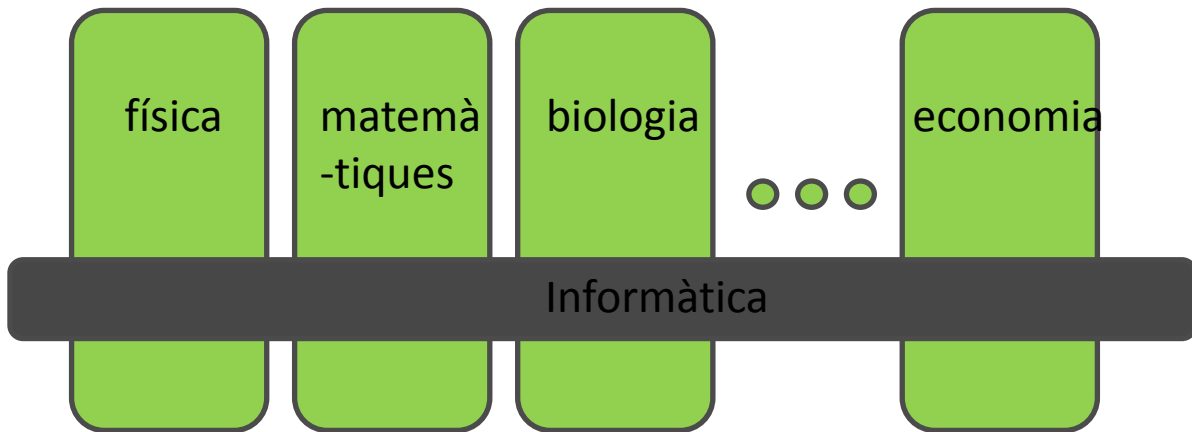 física
matemà
-tiques
biologia
economia
Informàtica